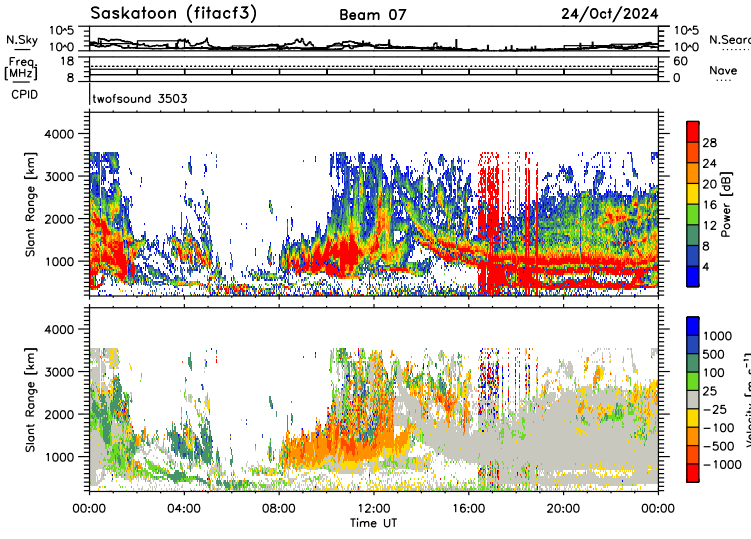 Saskatoon (fitacf3) Beam 07 24/Oct/2024
N.Sky 10^5 10^0 10^5 10^0 N.Sear
Freq. [MHz] 18 8 60 0 Nave
CPID twofsound 3503
Slant Range [km] 4000 3000 2000 1000
Power [dB] 28 24 20 16 12 8 4
Slant Range [km] 4000 3000 2000 1000
Velocity [m s^-1] 1000 500 100 25 -25 -100 -500 -1000
00:00 04:00 08:00 12:00 16:00 20:00 00:00
Time UT